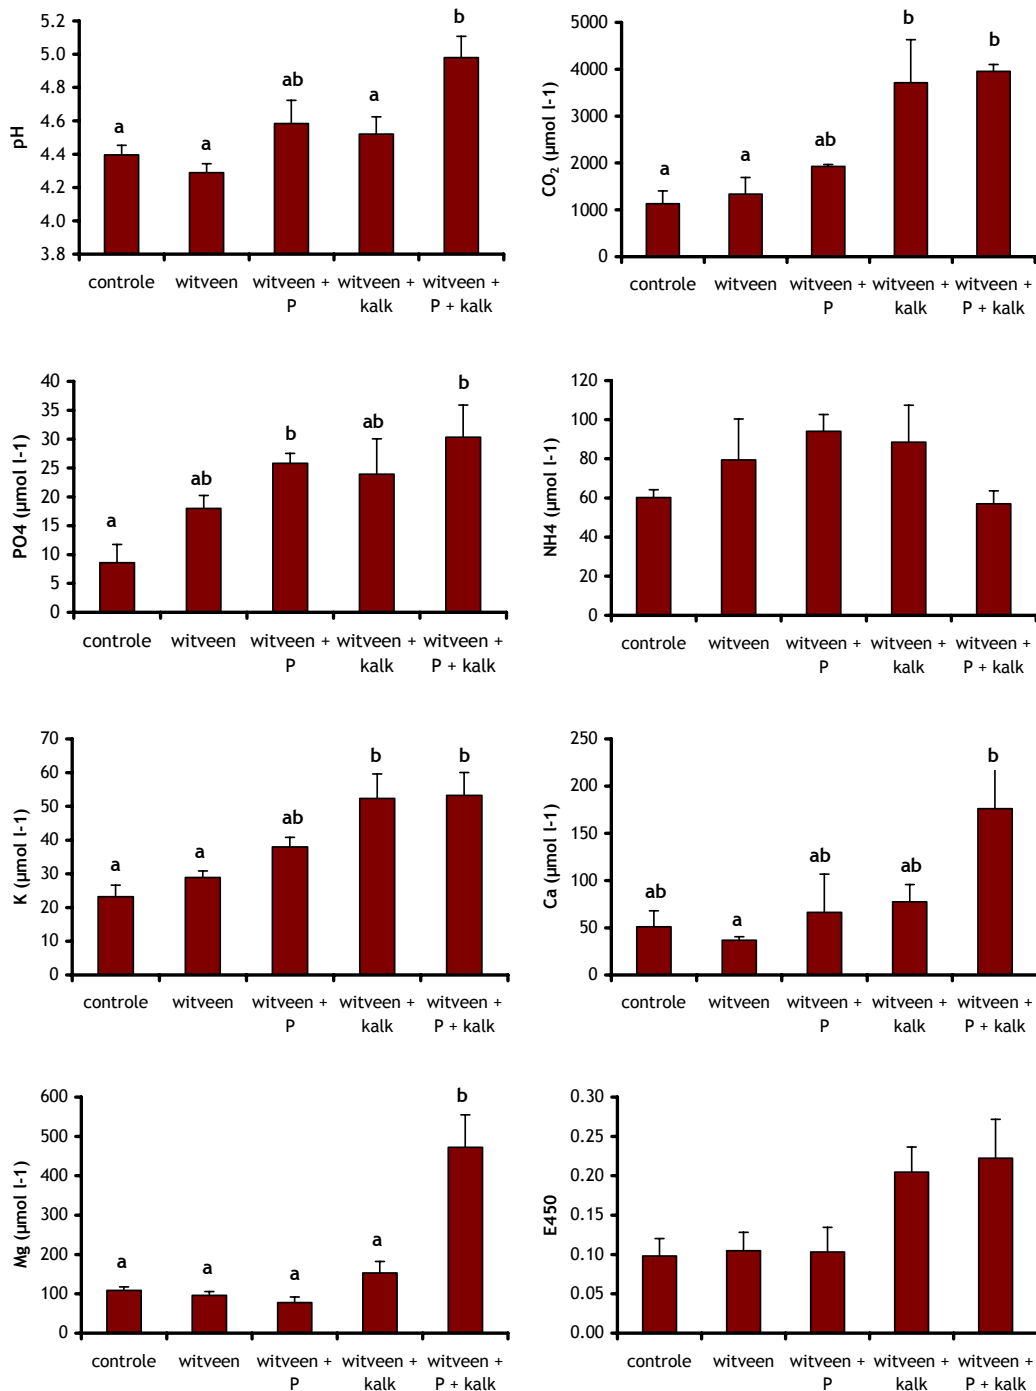 5.2
5.0
4.8
4.6
4.4
4.2
4.0
3.8
pH
a
a
ab
a
b
controle
witveen
witveen + P
witveen + kalk
witveen + P + kalk
5000
4000
3000
2000
1000
0
CO₂ (µmol l-1)
a
a
ab
b
b
controle
witveen
witveen + P
witveen + kalk
witveen + P + kalk
40
35
30
25
20
15
10
5
0
PO4 (µmol l-1)
a
ab
b
ab
b
controle
witveen
witveen + P
witveen + kalk
witveen + P + kalk
120
100
80
60
40
20
0
NH4 (µmol l-1)
controle
witveen
witveen + P
witveen + kalk
witveen + P + kalk
70
60
50
40
30
20
10
0
K (µmol l-1)
a
a
ab
b
b
controle
witveen
witveen + P
witveen + kalk
witveen + P + kalk
250
200
150
100
50
0
Ca (µmol l-1)
ab
a
ab
ab
b
controle
witveen
witveen + P
witveen + kalk
witveen + P + kalk
600
500
400
300
200
100
0
Mg (µmol l-1)
a
a
a
a
b
controle
witveen
witveen + P
witveen + kalk
witveen + P + kalk
0.30
0.25
0.20
0.15
0.10
0.05
0.00
E450
controle
witveen
witveen + P
witveen + kalk
witveen + P + kalk